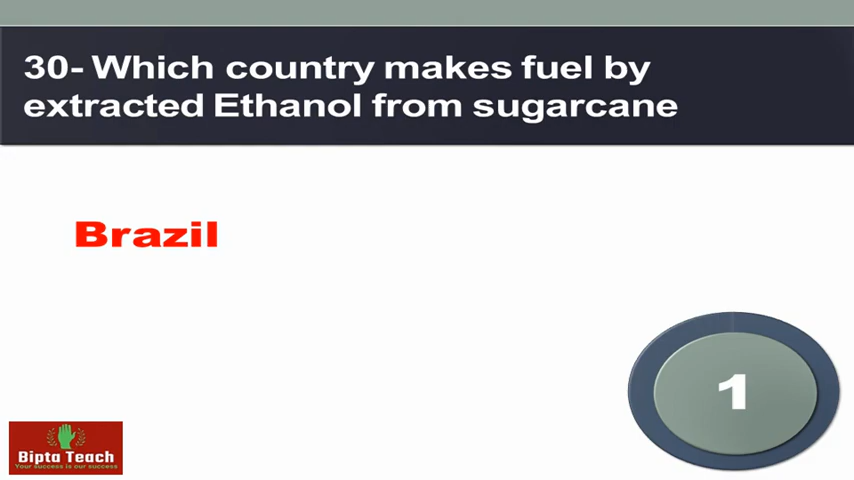 30- Which country makes fuel by
extracted Ethanol from sugarcane
Brazil
1
Bipta Teach
Your success is our success